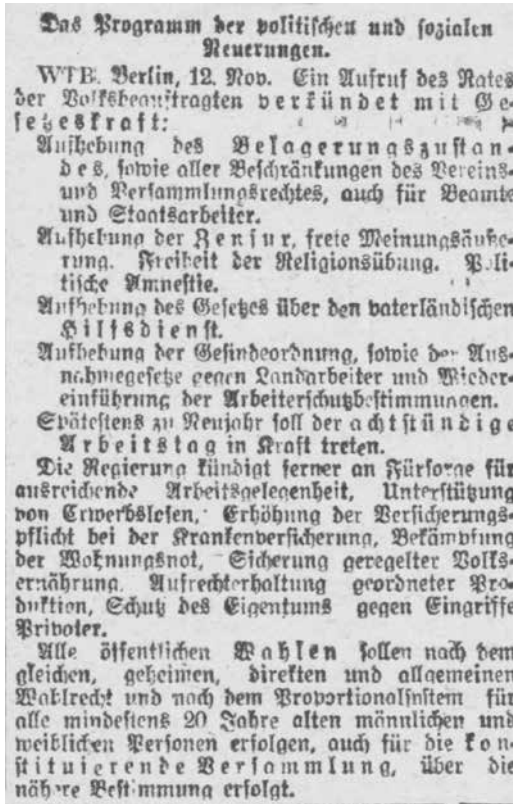 Das Programm der politischen und sozialen
Neuerungen.
WTB. Berlin, 12. Nov. Ein Aufruf des Rates
der Volksbeauftragten verkündet mit Ge-
setzeskraft:
Aufhebung des Belagerungszustan-
des, sowie aller Beschränkungen des Vereins-
und Versammlungsrechtes, auch für Beamte
und Staatsarbeiter.
Aufhebung der Zensur, freie Meinungsäuße-
rung. Freiheit der Religionsübung. Poli-
tische Amnestie.
Aufhebung des Gesetzes über den vaterländischen
Hilfsdienst.
Aufhebung der Gesindeordnung, sowie der Aus-
nahmegesetze gegen Landarbeiter und Wieder-
einführung der Arbeiterschutzbestimmungen.
Spätestens zu Neujahr soll der achtstündige
Arbeitstag in Kraft treten.
Die Regierung kündigt ferner an Fürsorge für
ausreichende Arbeitsgelegenheit, Unterstützung
von Erwerbslosen, Erhöhung der Versicherungs-
pflicht bei der Krankenversicherung, Bekämpfung
der Wohnungsnot, Sicherung geregelter Volks-
ernährung, Aufrechterhaltung geordneter Pro-
duktion, Schutz des Eigentums gegen Eingriffe
Privater.
Alle öffentlichen Wahlen sollen nach dem
gleichen, geheimen, direkten und allgemeinen
Wahlrecht und nach dem Proportionalsystem für
alle mindestens 20 Jahre alten männlichen und
weiblichen Personen erfolgen, auch für die kon-
stituierende Versammlung, über die
nähere Bestimmung erfolgt.